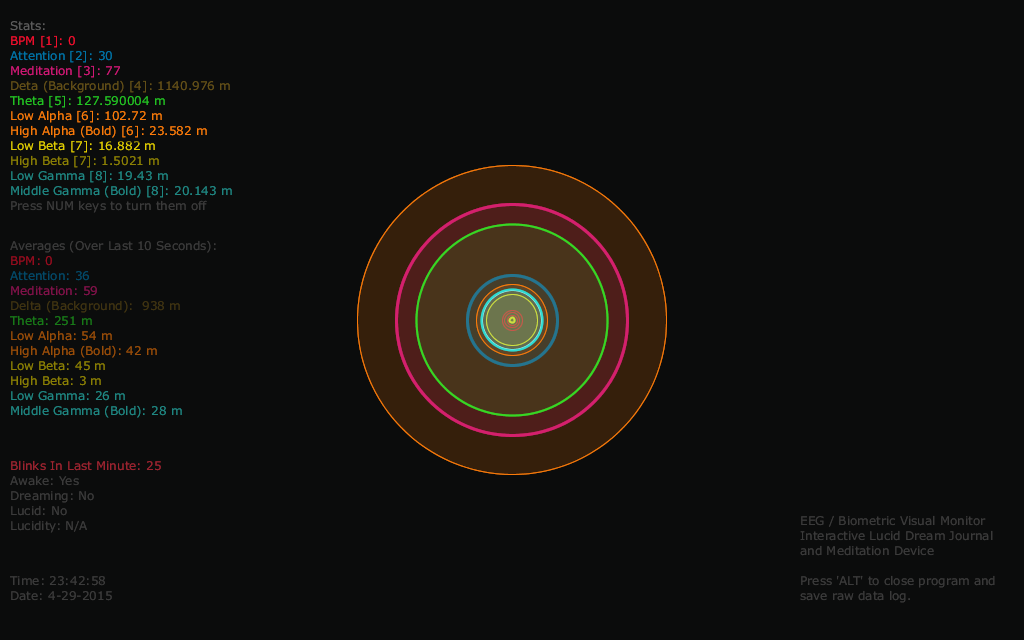 Stats:
BPM [1]: 0
Attention [2]: 30
Meditation [3]: 77
Deta (Background) [4]: 1140.976 m
Theta [5]: 127.590004 m
Low Alpha [6]: 102.72 m
High Alpha (Bold) [6]: 23.582 m
Low Beta [7]: 16.882 m
High Beta [7]: 1.5021 m
Low Gamma [8]: 19.43 m
Middle Gamma (Bold) [8]: 20.143 m
Press NUM keys to turn them off
Averages (Over Last 10 Seconds):
BPM: 0
Attention: 36
Meditation: 59
Delta (Background):  938 m
Theta: 251 m
Low Alpha: 54 m
High Alpha (Bold): 42 m
Low Beta: 45 m
High Beta: 3 m
Low Gamma: 26 m
Middle Gamma (Bold): 28 m
Blinks In Last Minute: 25
Awake: Yes
Dreaming: No
Lucid: No
Lucidity: N/A
Time: 23:42:58
Date: 4-29-2015
EEG / Biometric Visual Monitor
Interactive Lucid Dream Journal
and Meditation Device
Press 'ALT' to close program and
save raw data log.